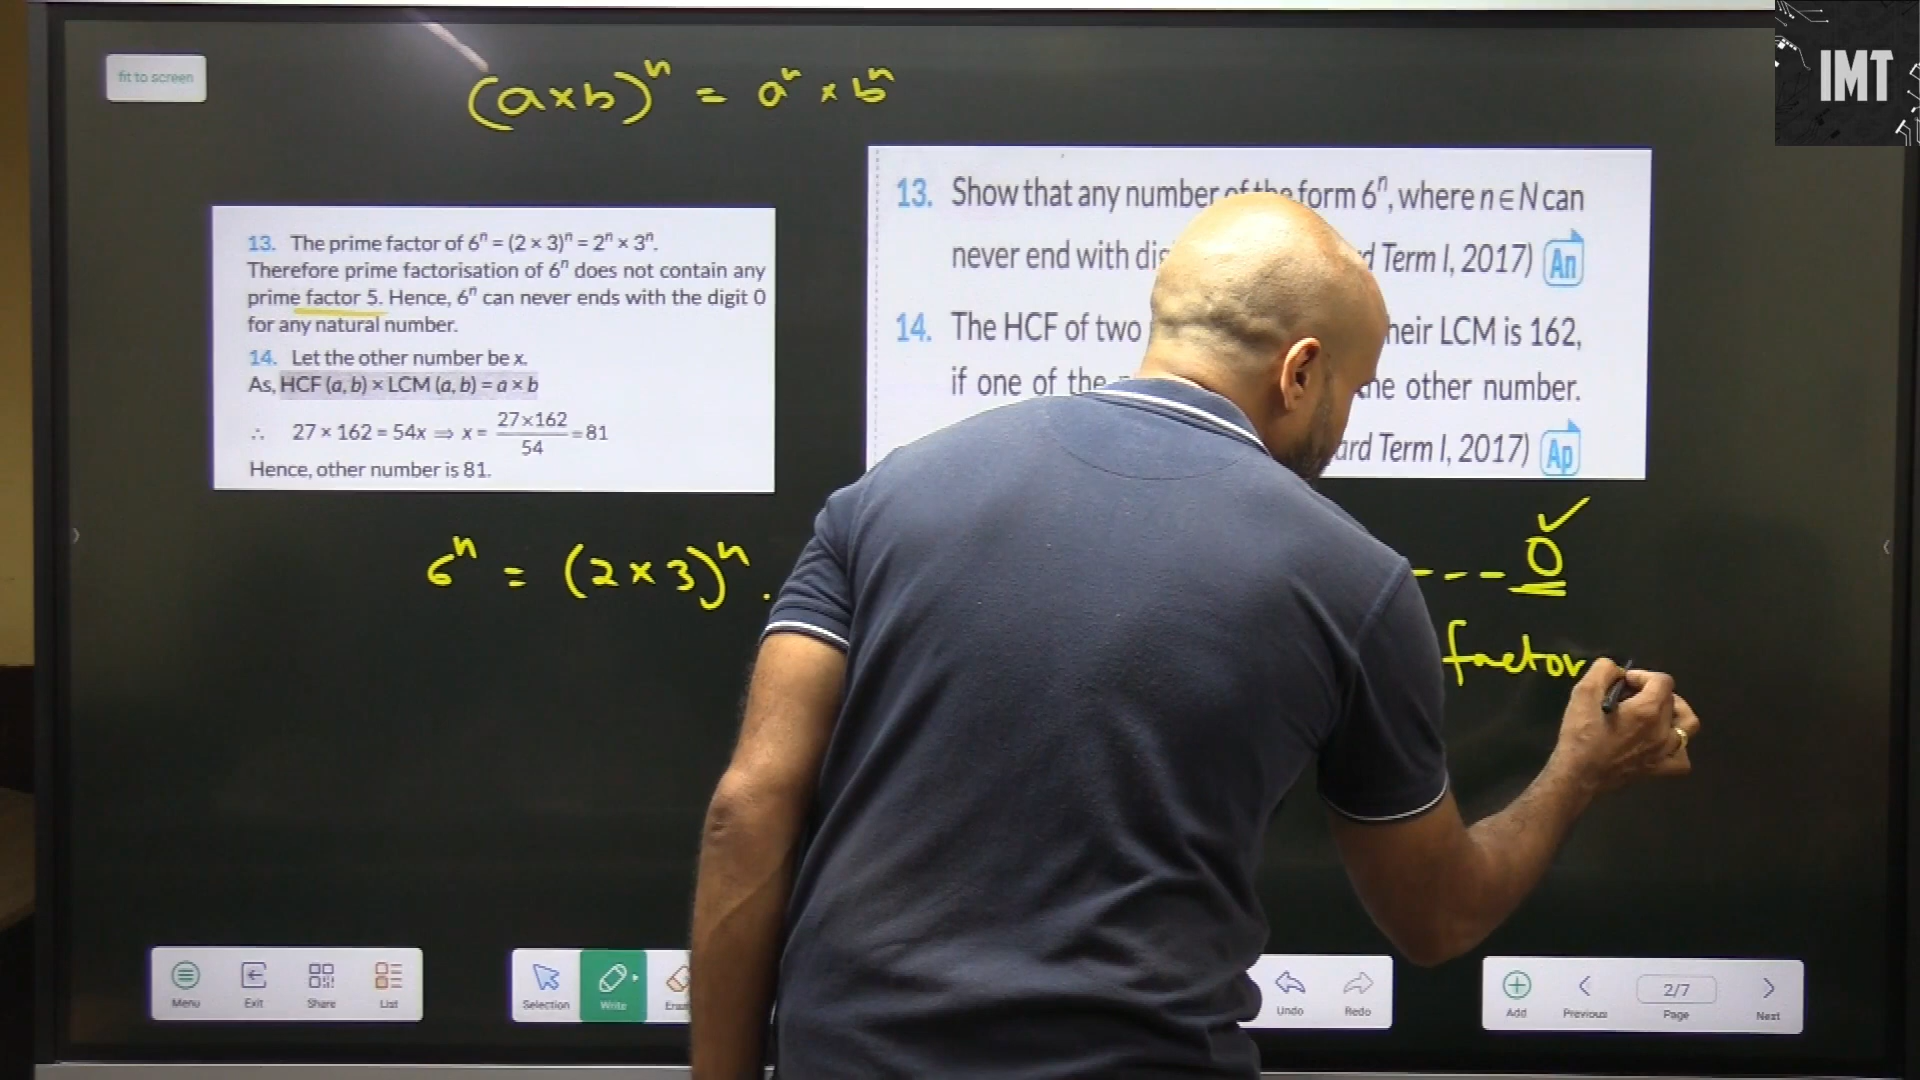 fit to screen
(a×b)ⁿ = aⁿ × bⁿ
IMT
13. The prime factor of 6ⁿ = (2 × 3)ⁿ = 2ⁿ × 3ⁿ.
Therefore prime factorisation of 6ⁿ does not contain any
prime factor 5. Hence, 6ⁿ can never ends with the digit 0
for any natural number.
14. Let the other number be x.
As, HCF (a, b) × LCM (a, b) = a × b
∴ 27 × 162 = 54x ⇒ x = 27×162/54 = 81
Hence, other number is 81.
13. Show that any number of the form 6ⁿ, where n ∈ N can
never end with Term I, 2017) An
14. The HCF of two LCM is 162,
if one of the other number.
Term I, 2017) Ap
6ⁿ = (2 × 3)ⁿ.
- - - 0 ✓
factor
Menu
Exit
Share
List
Selection
Write
Undo
Redo
Add
Previous
2/7
Page
Next